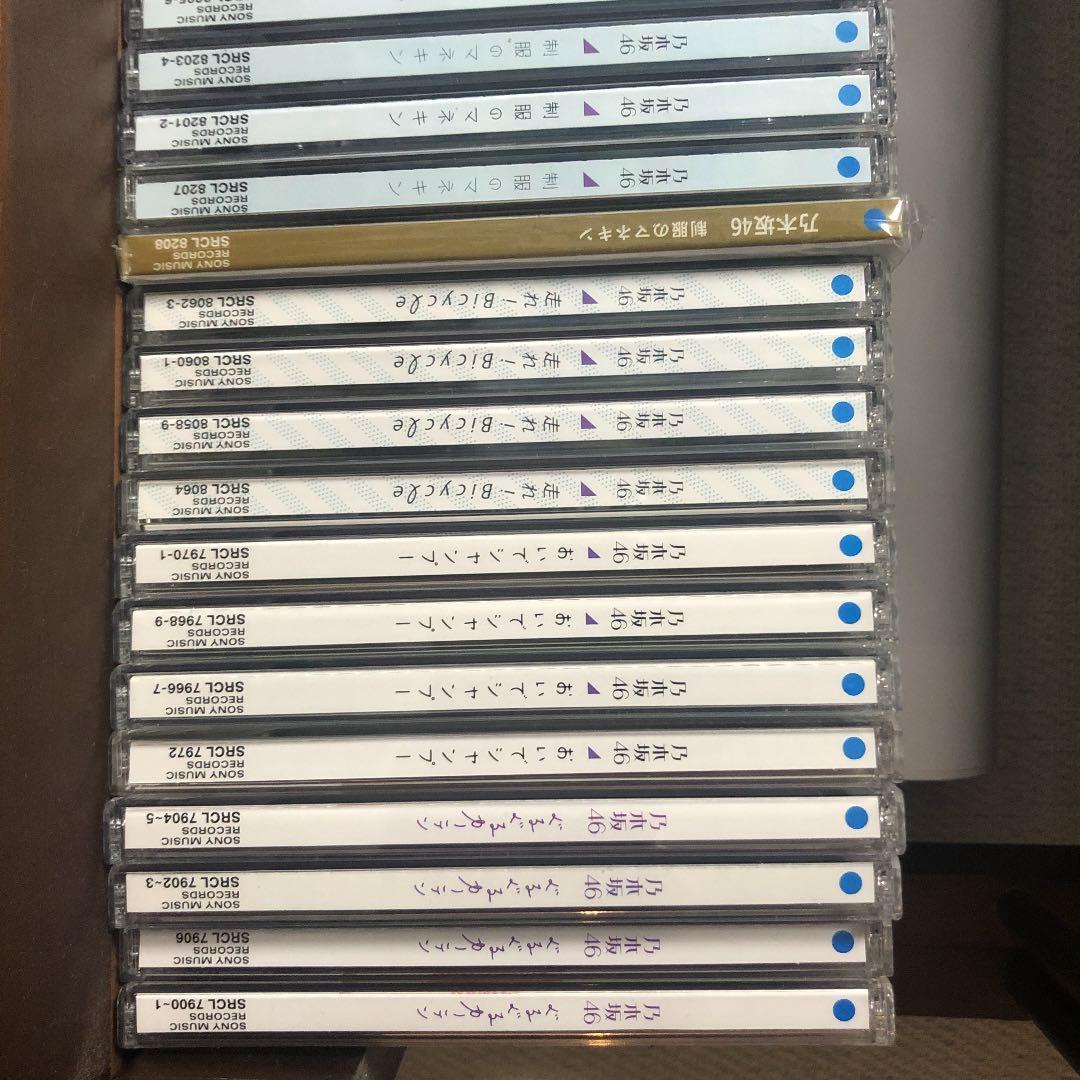 乃木坂46 制服のマネキン SONY MUSIC RECORDS SRCL 8203-4
乃木坂46 制服のマネキン SONY MUSIC RECORDS SRCL 8201-2
乃木坂46 制服のマネキン SONY MUSIC RECORDS SRCL 8207
乃木坂46 制服のマネキン SONY MUSIC RECORDS SRCL 8208
乃木坂46 走れ!Bicycle SONY MUSIC RECORDS SRCL 8062-3
乃木坂46 走れ!Bicycle SONY MUSIC RECORDS SRCL 8060-1
乃木坂46 走れ!Bicycle SONY MUSIC RECORDS SRCL 8058-9
乃木坂46 走れ!Bicycle SONY MUSIC RECORDS SRCL 8064
乃木坂46 おいでシャンプー SONY MUSIC RECORDS SRCL 7970-1
乃木坂46 おいでシャンプー SONY MUSIC RECORDS SRCL 7968-9
乃木坂46 おいでシャンプー SONY MUSIC RECORDS SRCL 7966-7
乃木坂46 おいでシャンプー SONY MUSIC RECORDS SRCL 7972
乃木坂46 ぐるぐるカーテン SONY MUSIC RECORDS SRCL 7904~5
乃木坂46 ぐるぐるカーテン SONY MUSIC RECORDS SRCL 7902~3
乃木坂46 ぐるぐるカーテン SONY MUSIC RECORDS SRCL 7906
乃木坂46 ぐるぐるカーテン SONY MUSIC RECORDS SRCL 7900~1